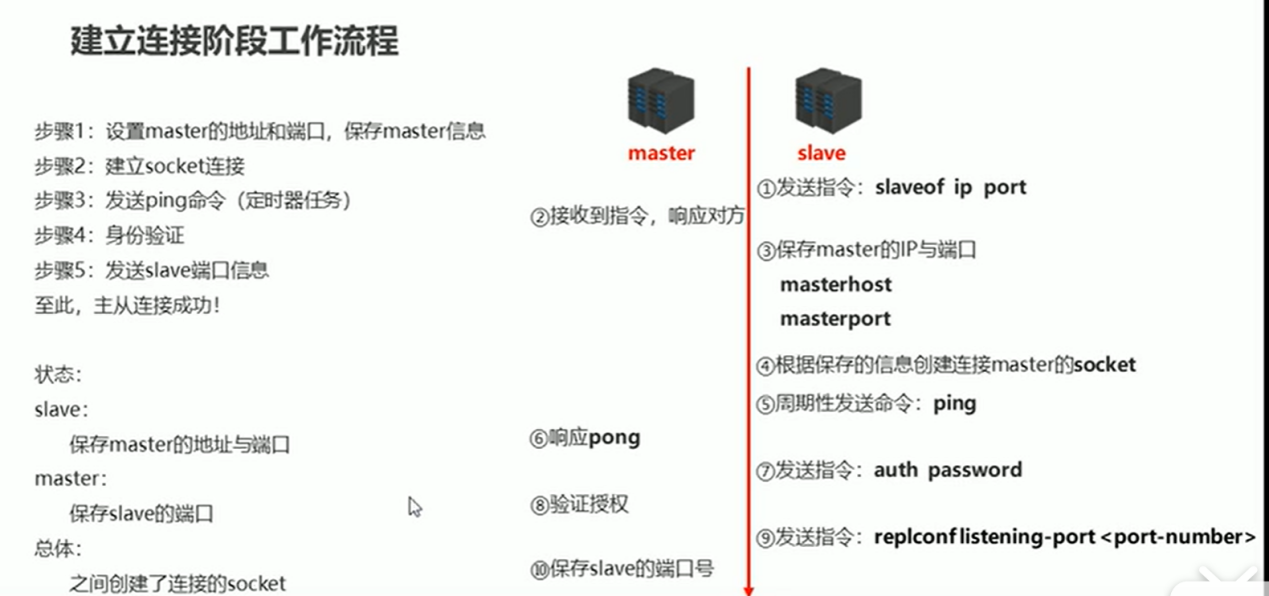 建立连接阶段工作流程
步骤1：设置master的地址和端口，保存master信息
步骤2：建立socket连接
步骤3：发送ping命令（定时器任务）
步骤4：身份验证
步骤5：发送slave端口信息
至此，主从连接成功！
状态：
slave：
保存master的地址与端口
master：
保存slave的端口
总体：
之间创建了连接的socket
master
slave
①发送指令：slaveof ip port
②接收到指令，响应对方
③保存master的IP与端口
masterhost
masterport
④根据保存的信息创建连接master的socket
⑤周期性发送命令：ping
⑥响应pong
⑦发送指令：auth password
⑧验证授权
⑨发送指令：replconf listening-port <port-number>
⑩保存slave的端口号